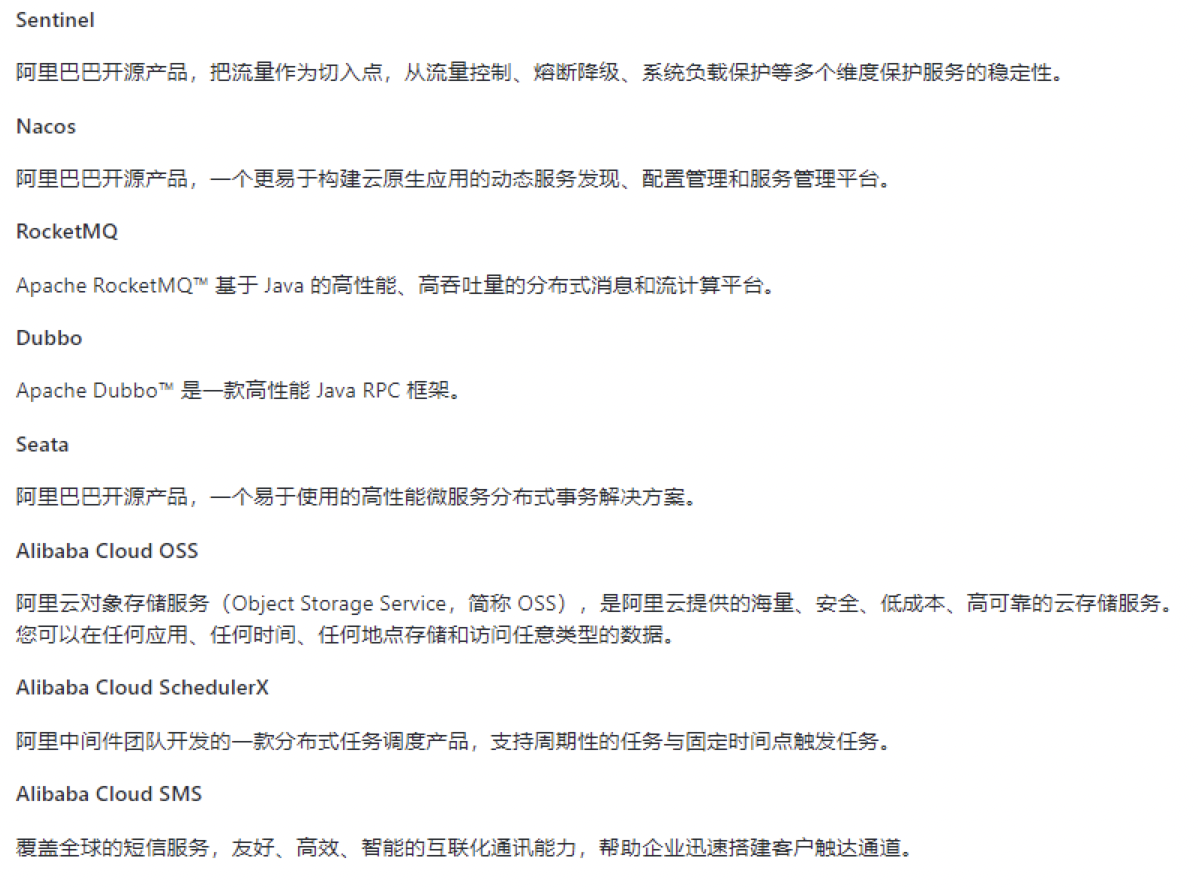 Sentinel
阿里巴巴开源产品，把流量作为切入点，从流量控制、熔断降级、系统负载保护等多个维度保护服务的稳定性。
Nacos
阿里巴巴开源产品，一个更易于构建云原生应用的动态服务发现、配置管理和服务管理平台。
RocketMQ
Apache RocketMQ™ 基于 Java 的高性能、高吞吐量的分布式消息和流计算平台。
Dubbo
Apache Dubbo™ 是一款高性能 Java RPC 框架。
Seata
阿里巴巴开源产品，一个易于使用的高性能微服务分布式事务解决方案。
Alibaba Cloud OSS
阿里云对象存储服务（Object Storage Service，简称 OSS），是阿里云提供的海量、安全、低成本、高可靠的云存储服务。
您可以在任何应用、任何时间、任何地点存储和访问任意类型的数据。
Alibaba Cloud SchedulerX
阿里中间件团队开发的一款分布式任务调度产品，支持周期性的任务与固定时间点触发任务。
Alibaba Cloud SMS
覆盖全球的短信服务，友好、高效、智能的互联化通讯能力，帮助企业迅速搭建客户触达通道。